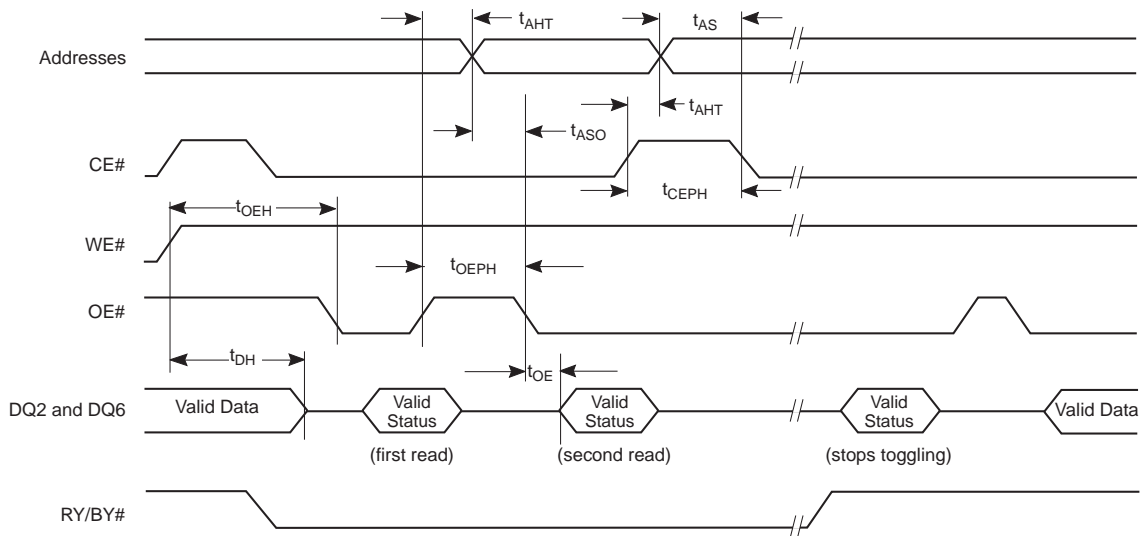 tAHT
tAS
Addresses
tAHT
tASO
CE#
tCEPH
tOEH
WE#
tOEPH
OE#
tDH
tOE
DQ2 and DQ6
Valid Data
Valid
Status
Valid
Status
Valid
Status
Valid Data
(first read)
(second read)
(stops toggling)
RY/BY#